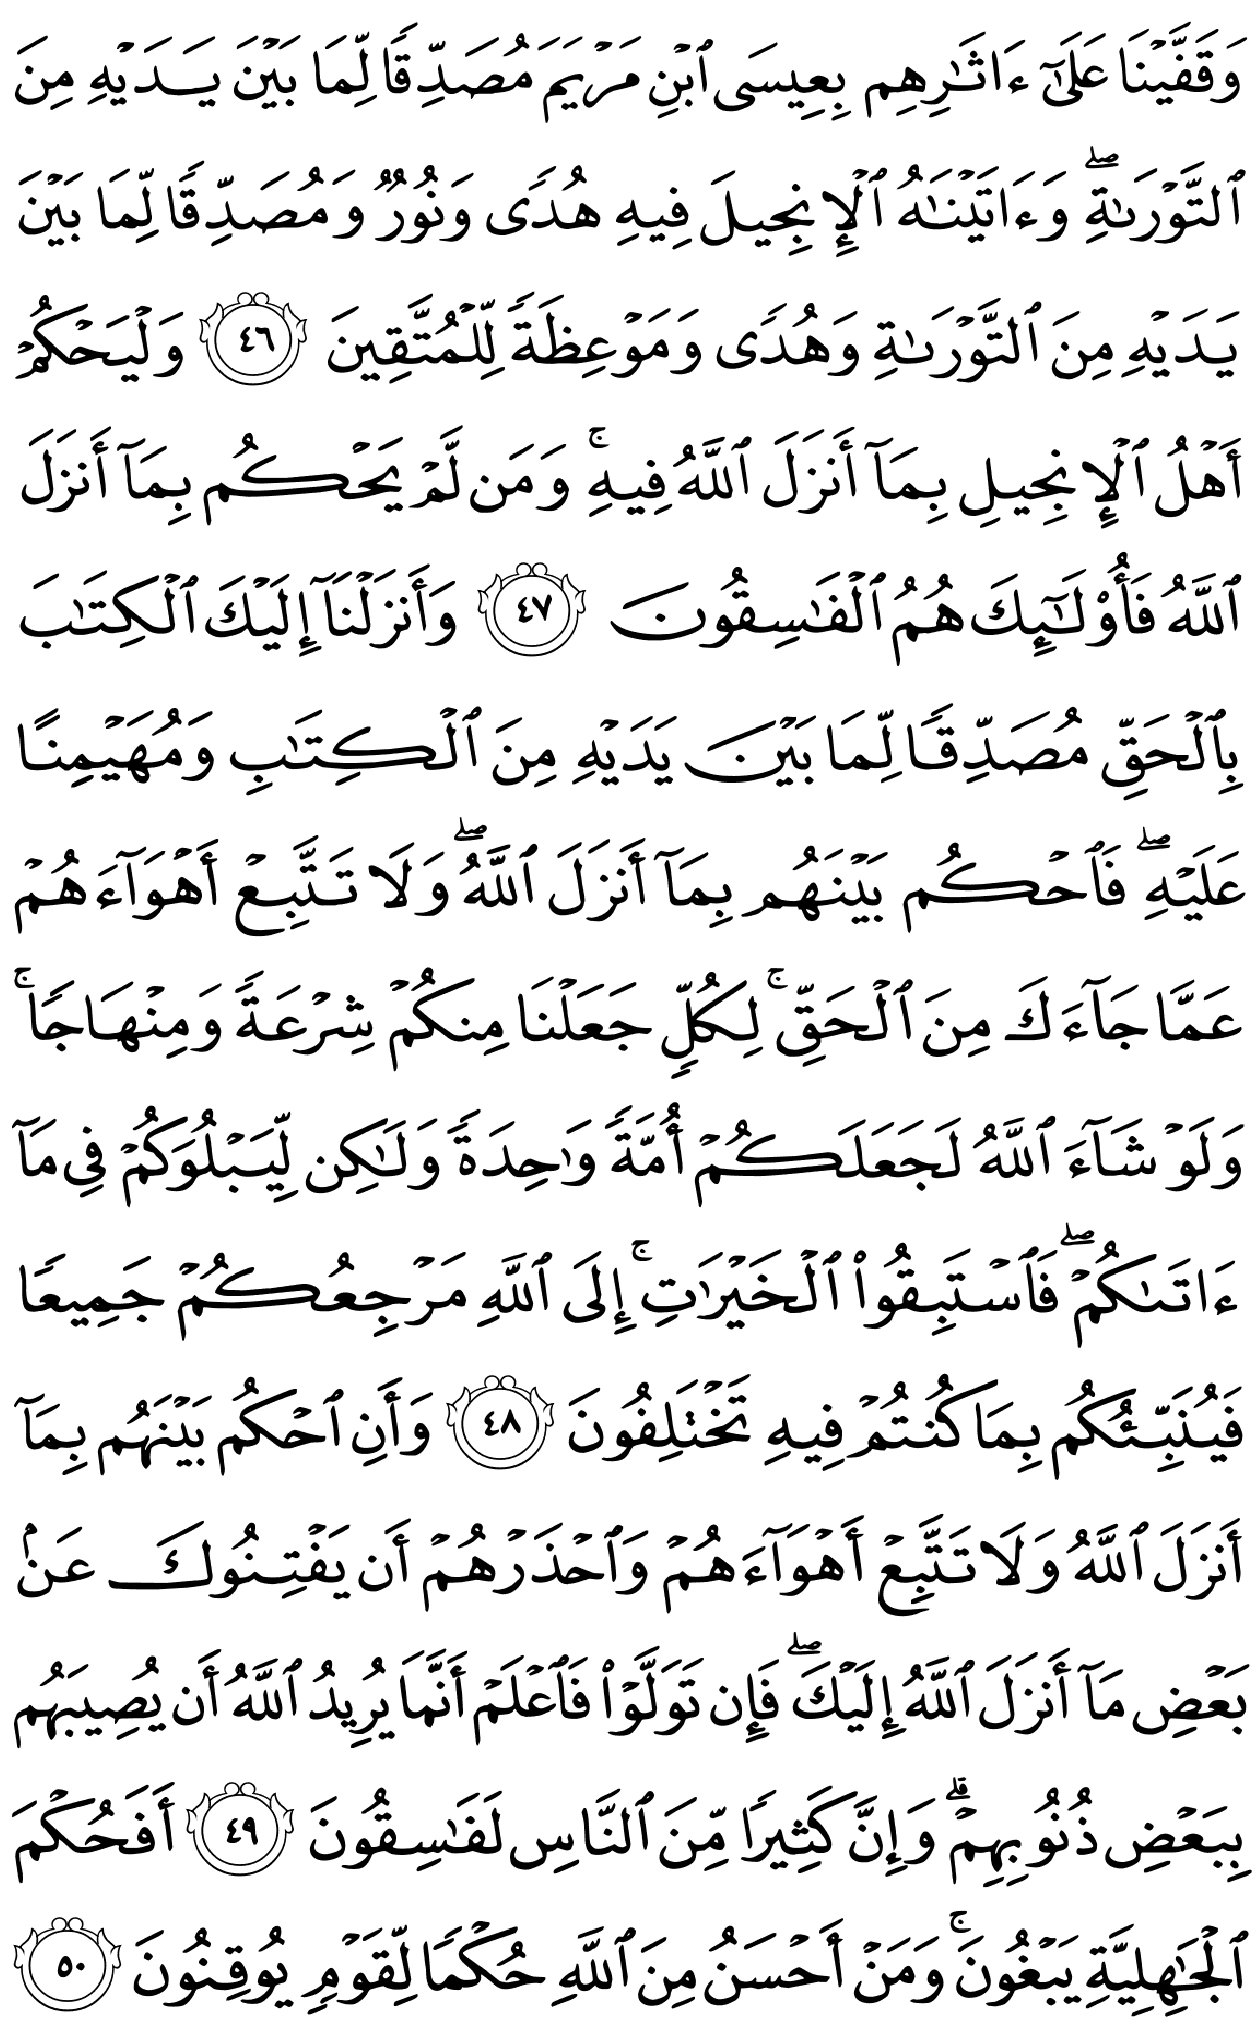 وَقَفَّيۡنَا عَلَىٰٓ ءَاثَٰرِهِم بِعِيسَى ٱبۡنِ مَرۡيَمَ مُصَدِّقٗا لِّمَا بَيۡنَ يَدَيۡهِ مِنَ
ٱلتَّوۡرَىٰةِۖ وَءَاتَيۡنَٰهُ ٱلۡإِنجِيلَ فِيهِ هُدٗى وَنُورٞ وَمُصَدِّقٗا لِّمَا بَيۡنَ
يَدَيۡهِ مِنَ ٱلتَّوۡرَىٰةِ وَهُدٗى وَمَوۡعِظَةٗ لِّلۡمُتَّقِينَ ٤٦ وَلۡيَحۡكُمۡ
أَهۡلُ ٱلۡإِنجِيلِ بِمَآ أَنزَلَ ٱللَّهُ فِيهِۚ وَمَن لَّمۡ يَحۡكُم بِمَآ أَنزَلَ
ٱللَّهُ فَأُوْلَٰٓئِكَ هُمُ ٱلۡفَٰسِقُونَ ٤٧ وَأَنزَلۡنَآ إِلَيۡكَ ٱلۡكِتَٰبَ
بِٱلۡحَقِّ مُصَدِّقٗا لِّمَا بَيۡنَ يَدَيۡهِ مِنَ ٱلۡكِتَٰبِ وَمُهَيۡمِنًا
عَلَيۡهِۖ فَٱحۡكُم بَيۡنَهُم بِمَآ أَنزَلَ ٱللَّهُۖ وَلَا تَتَّبِعۡ أَهۡوَآءَهُمۡ
عَمَّا جَآءَكَ مِنَ ٱلۡحَقِّۚ لِكُلّٖ جَعَلۡنَا مِنكُمۡ شِرۡعَةٗ وَمِنۡهَاجٗاۚ
وَلَوۡ شَآءَ ٱللَّهُ لَجَعَلَكُمۡ أُمَّةٗ وَٰحِدَةٗ وَلَٰكِن لِّيَبۡلُوَكُمۡ فِي مَآ
ءَاتَىٰكُمۡۖ فَٱسۡتَبِقُواْ ٱلۡخَيۡرَٰتِۚ إِلَى ٱللَّهِ مَرۡجِعُكُمۡ جَمِيعٗا
فَيُنَبِّئُكُم بِمَا كُنتُمۡ فِيهِ تَخۡتَلِفُونَ ٤٨ وَأَنِ ٱحۡكُم بَيۡنَهُم بِمَآ
أَنزَلَ ٱللَّهُ وَلَا تَتَّبِعۡ أَهۡوَآءَهُمۡ وَٱحۡذَرۡهُمۡ أَن يَفۡتِنُوكَ عَنۢ
بَعۡضِ مَآ أَنزَلَ ٱللَّهُ إِلَيۡكَۖ فَإِن تَوَلَّوۡاْ فَٱعۡلَمۡ أَنَّمَا يُرِيدُ ٱللَّهُ أَن يُصِيبَهُم
بِبَعۡضِ ذُنُوبِهِمۡۗ وَإِنَّ كَثِيرٗا مِّنَ ٱلنَّاسِ لَفَٰسِقُونَ ٤٩ أَفَحُكۡمَ
ٱلۡجَٰهِلِيَّةِ يَبۡغُونَۚ وَمَنۡ أَحۡسَنُ مِنَ ٱللَّهِ حُكۡمٗا لِّقَوۡمٖ يُوقِنُونَ ٥٠